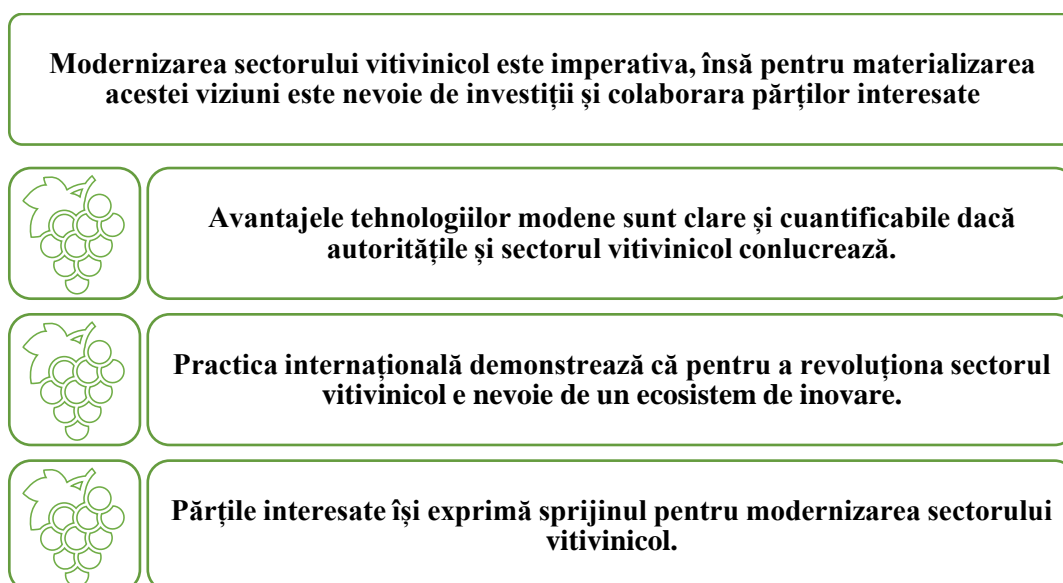 Modernizarea sectorului vitivinicol este imperativa, însă pentru materializarea
acestei viziuni este nevoie de investiții și colaborara părților interesate
Avantajele tehnologiilor modene sunt clare și cuantificabile dacă
autoritățile și sectorul vitivinicol conlucrează.
Practica internațională demonstrează că pentru a revoluționa sectorul
vitivinicol e nevoie de un ecosistem de inovare.
Părțile interesate își exprimă sprijinul pentru modernizarea sectorului
vitivinicol.